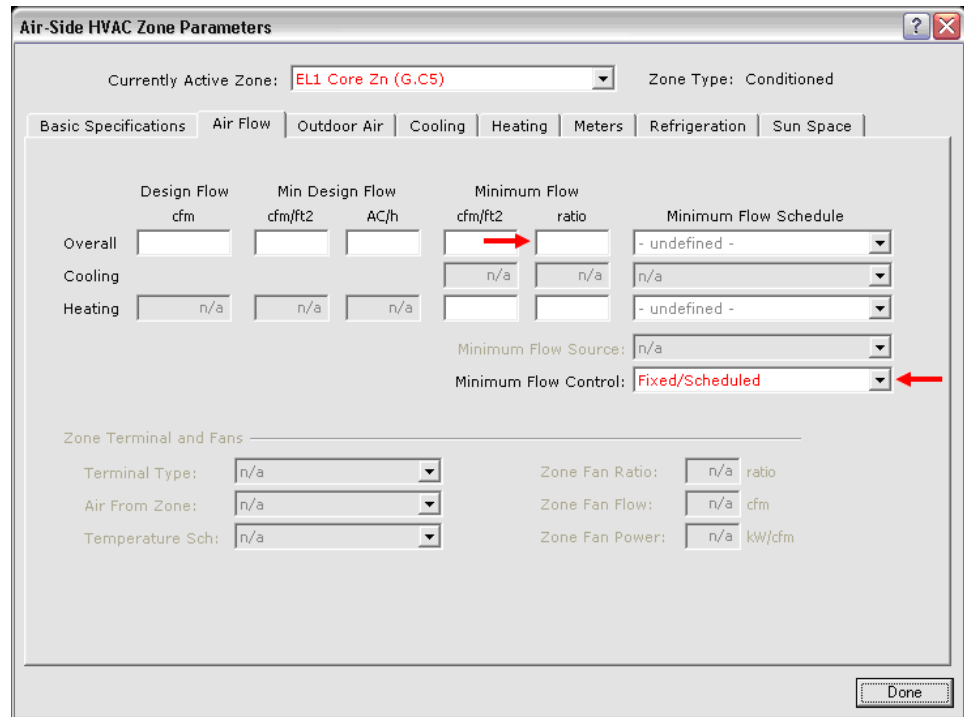 Air-Side HVAC Zone Parameters
Currently Active Zone: EL1 Core Zn (G.C5) Zone Type: Conditioned
Basic Specifications Air Flow Outdoor Air Cooling Heating Meters Refrigeration Sun Space
Design Flow Min Design Flow Minimum Flow
cfm cfm/ft2 AC/h cfm/ft2 ratio Minimum Flow Schedule
Overall - undefined -
Cooling n/a n/a n/a
Heating n/a n/a n/a - undefined -
Minimum Flow Source: n/a
Minimum Flow Control: Fixed/Scheduled
Zone Terminal and Fans
Terminal Type: n/a Zone Fan Ratio: n/a ratio
Air From Zone: n/a Zone Fan Flow: n/a cfm
Temperature Sch: n/a Zone Fan Power: n/a kW/cfm
Done